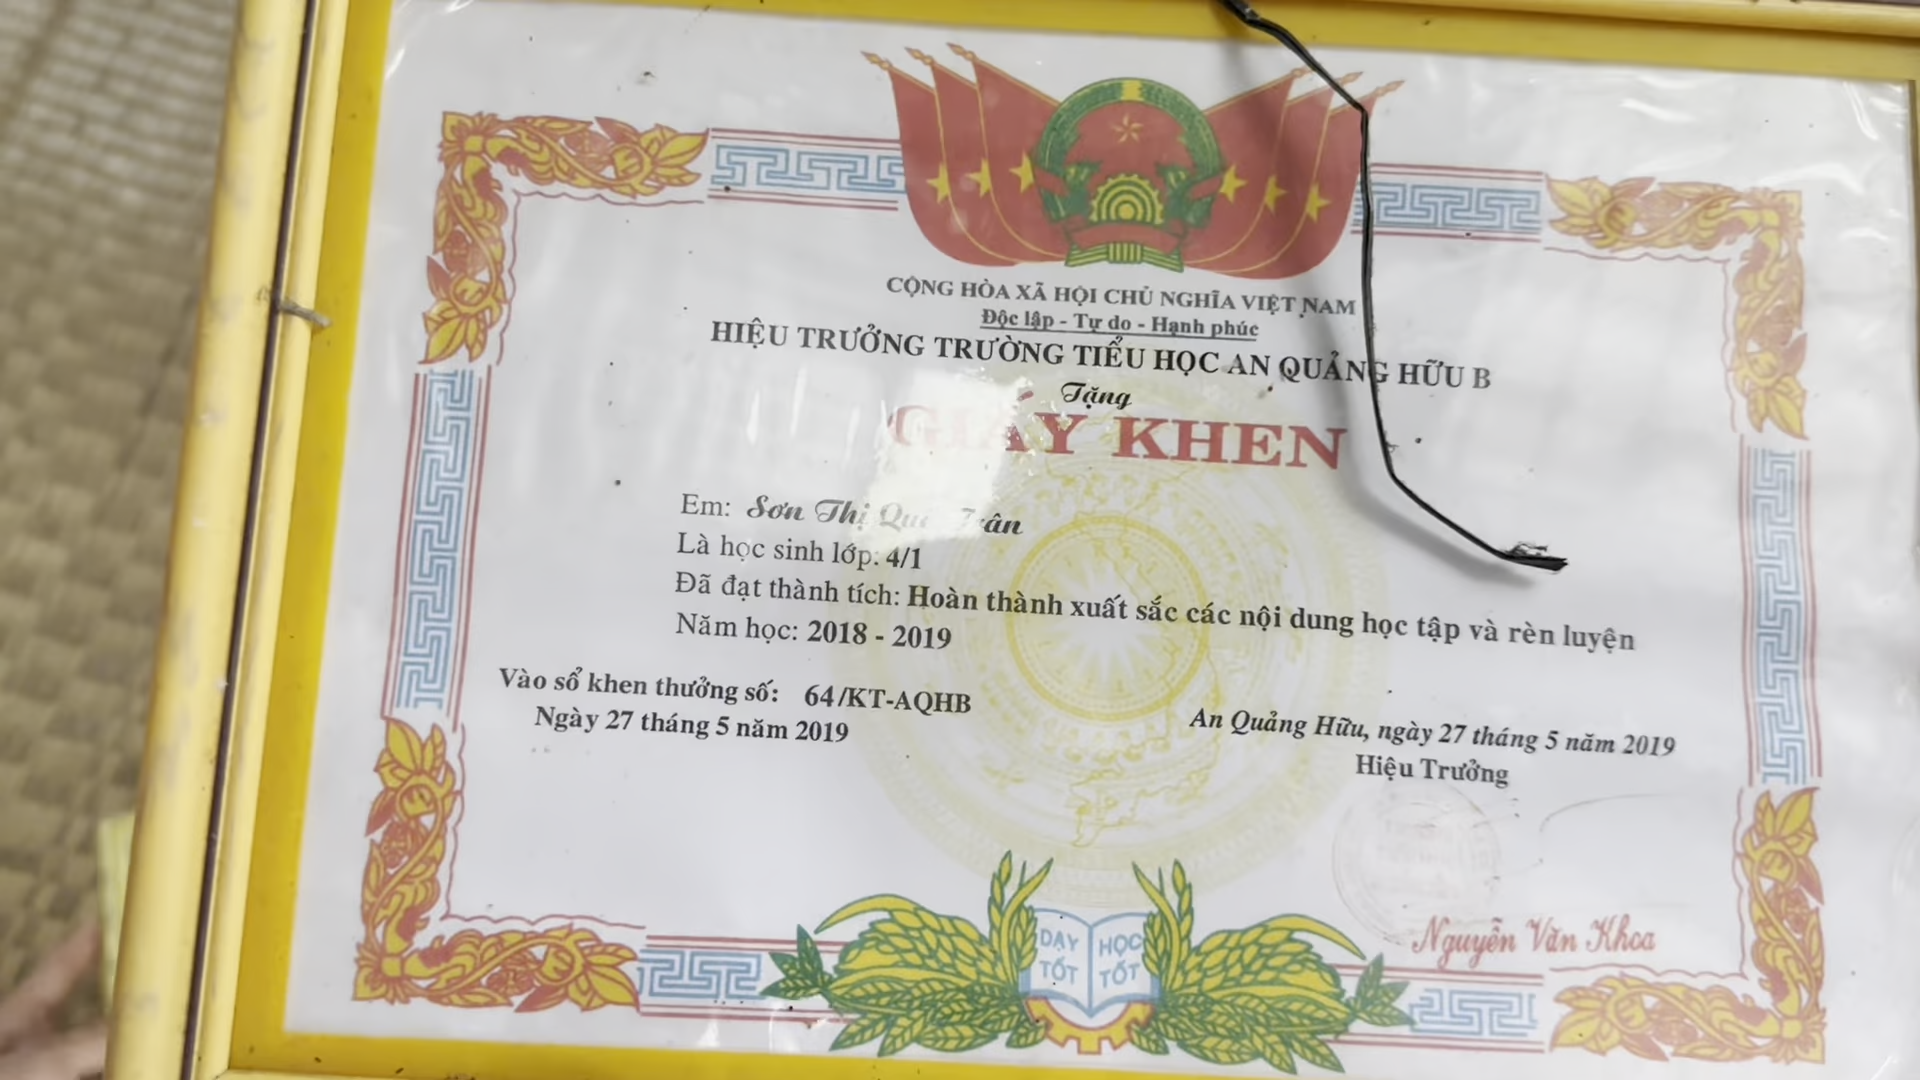 CỘNG HÒA XÃ HỘI CHỦ NGHĨA VIỆT NAM
Độc lập - Tự do - Hạnh phúc
HIỆU TRƯỞNG TRƯỜNG TIỂU HỌC AN QUẢNG HỮU B
Tặng
GIẤY KHEN
Em: Sơn Thị
Là học sinh lớp: 4/1
Đã đạt thành tích: Hoàn thành xuất sắc các nội dung học tập và rèn luyện
Năm học: 2018 - 2019
Vào sổ khen thưởng số: 64/KT-AQHB
Ngày 27 tháng 5 năm 2019
An Quảng Hữu, ngày 27 tháng 5 năm 2019
Hiệu Trưởng
Nguyễn Văn Khoa
DẠY TỐT
HỌC TỐT